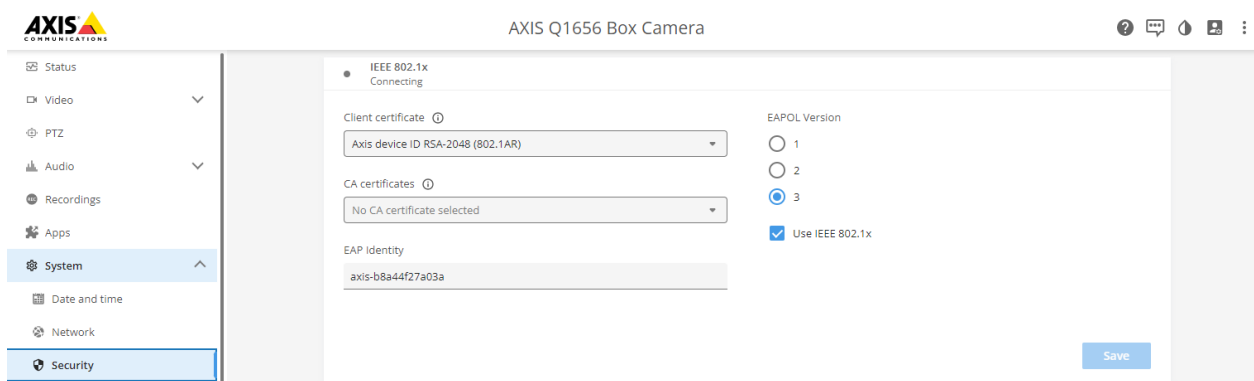 AXIS
COMMUNICATIONS
AXIS Q1656 Box Camera
Status
Video
PTZ
Audio
Recordings
Apps
System
Date and time
Network
Security
IEEE 802.1x
Connecting
Client certificate
Axis device ID RSA-2048 (802.1AR)
CA certificates
No CA certificate selected
EAP Identity
axis-b8a44f27a03a
EAPOL Version
1
2
3
Use IEEE 802.1x
Save